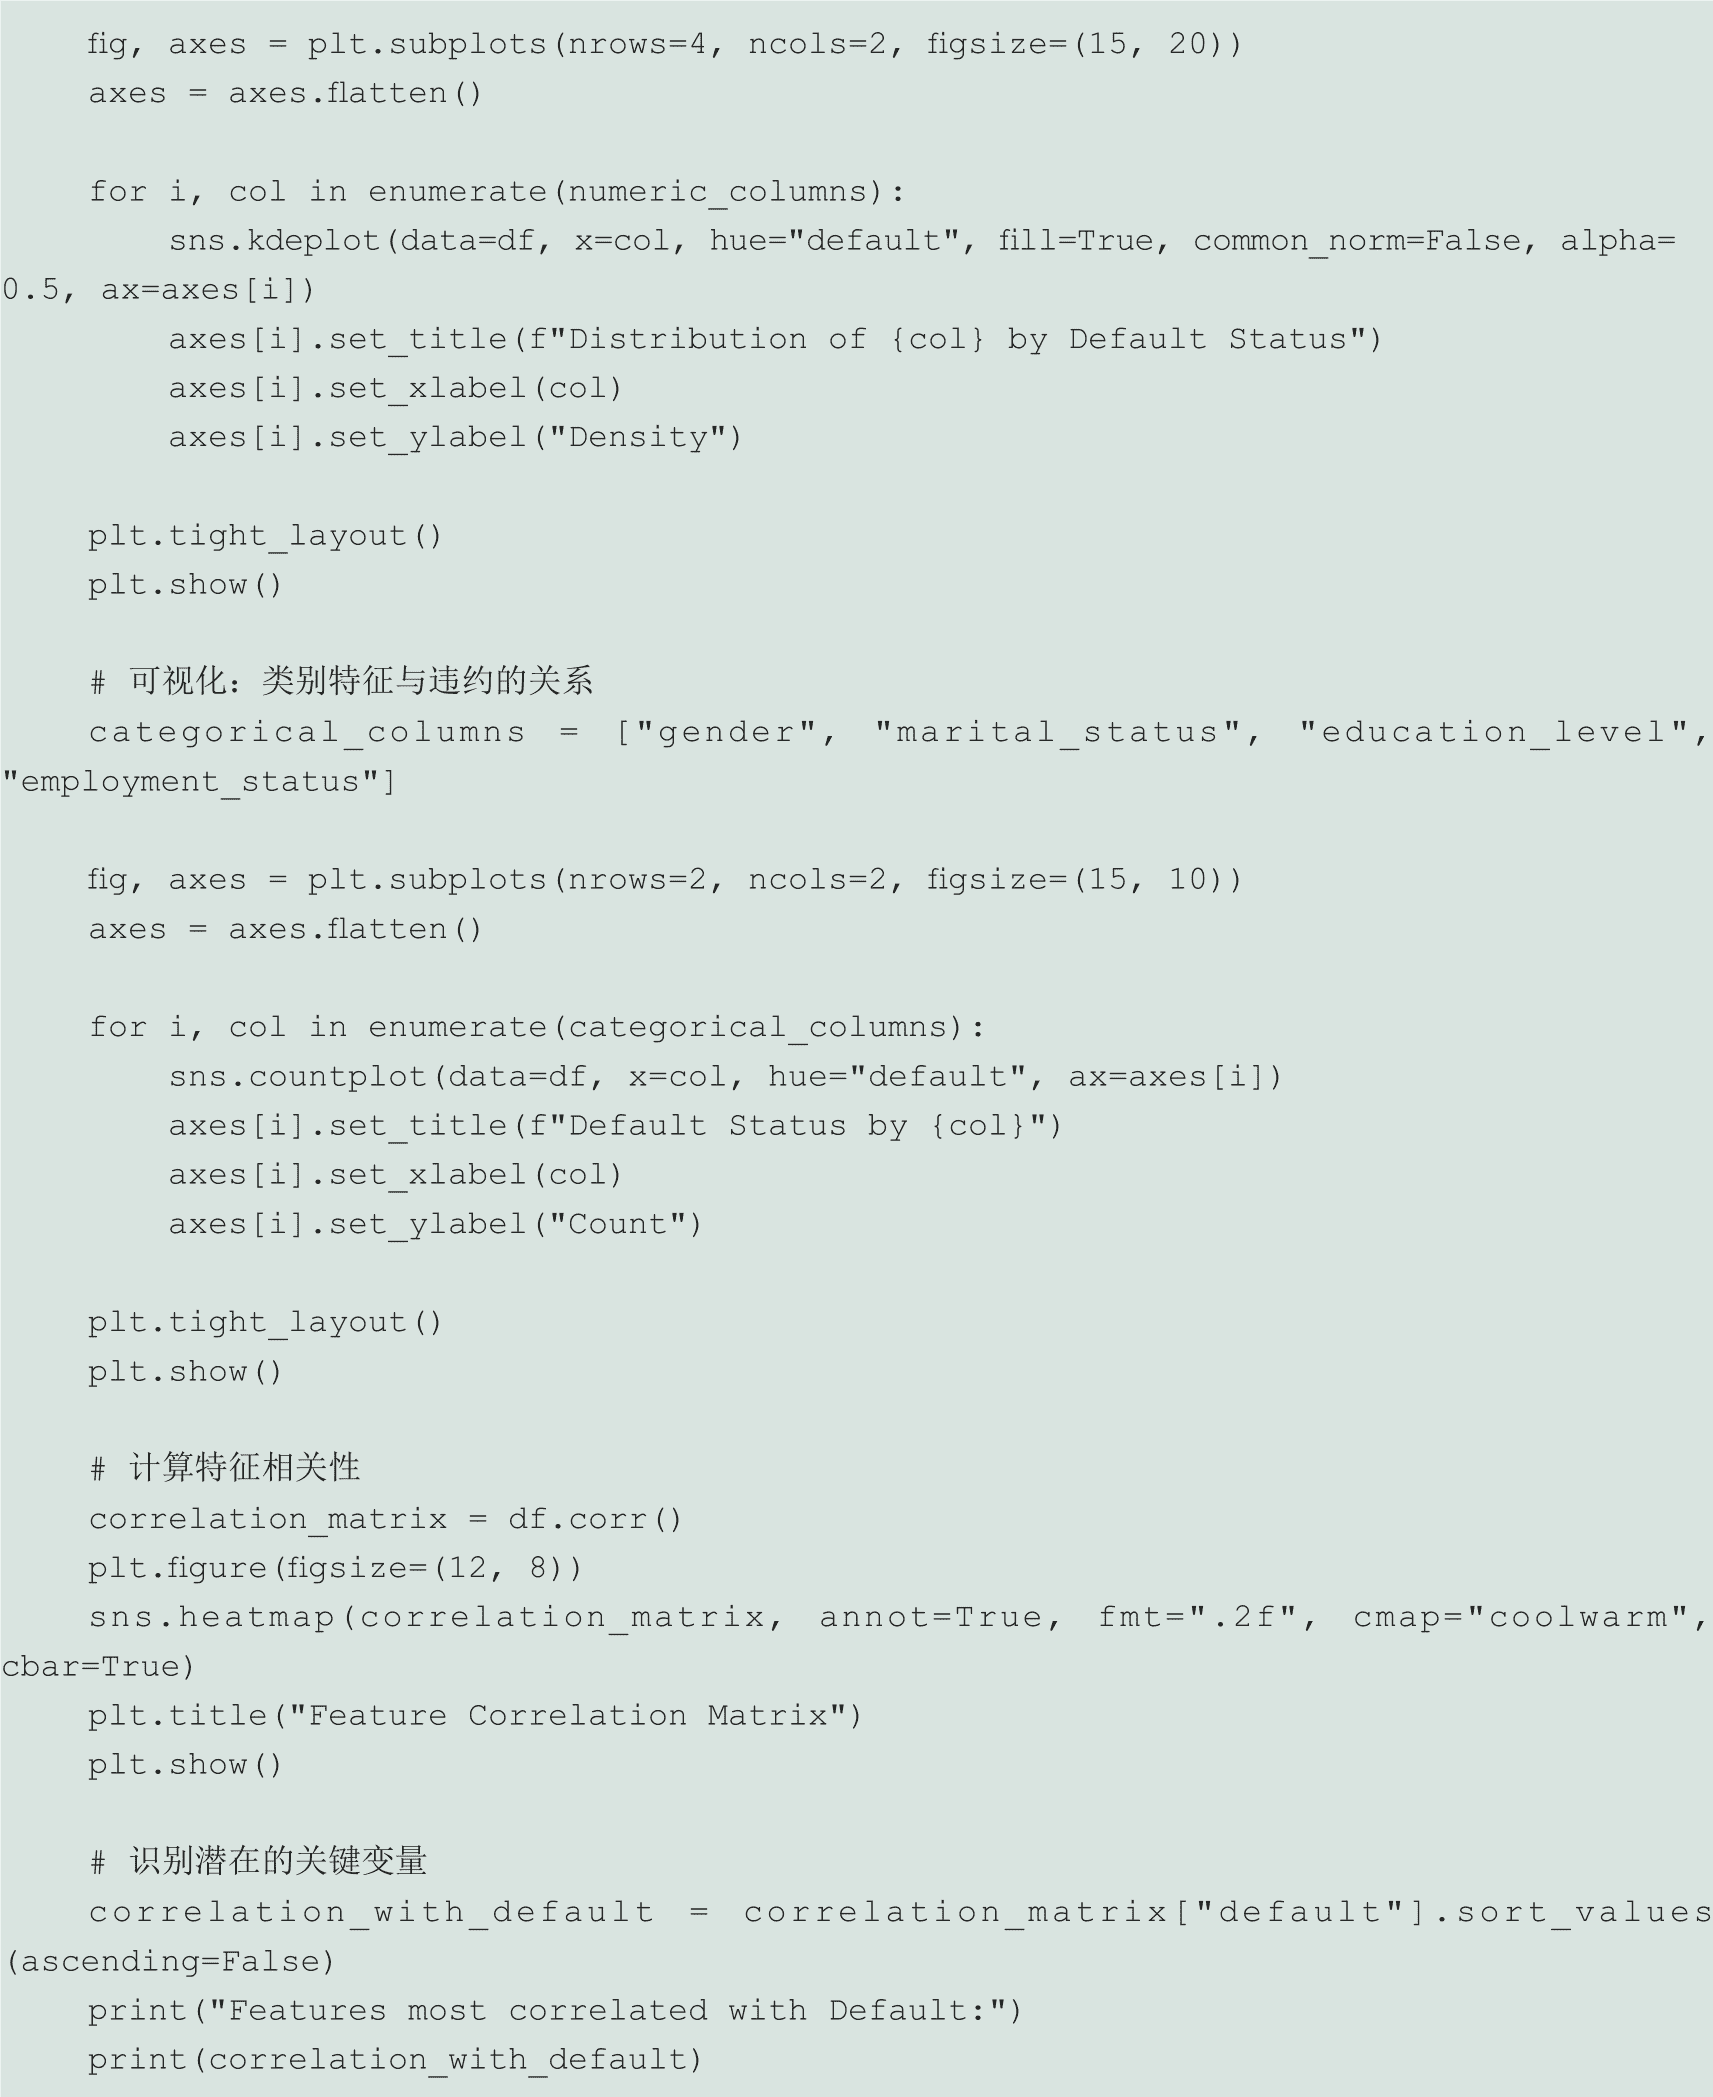 fig, axes = plt.subplots(nrows=4, ncols=2, figsize=(15, 20))
axes = axes.flatten()
for i, col in enumerate(numeric_columns):
sns.kdeplot(data=df, x=col, hue="default", fill=True, common_norm=False, alpha=
0.5, ax=axes[i])
axes[i].set_title(f"Distribution of {col} by Default Status")
axes[i].set_xlabel(col)
axes[i].set_ylabel("Density")
plt.tight_layout()
plt.show()
# 可视化：类别特征与违约的关系
categorical_columns = ["gender", "marital_status", "education_level",
"employment_status"]
fig, axes = plt.subplots(nrows=2, ncols=2, figsize=(15, 10))
axes = axes.flatten()
for i, col in enumerate(categorical_columns):
sns.countplot(data=df, x=col, hue="default", ax=axes[i])
axes[i].set_title(f"Default Status by {col}")
axes[i].set_xlabel(col)
axes[i].set_ylabel("Count")
plt.tight_layout()
plt.show()
# 计算特征相关性
correlation_matrix = df.corr()
plt.figure(figsize=(12, 8))
sns.heatmap(correlation_matrix, annot=True, fmt=".2f", cmap="coolwarm",
cbar=True)
plt.title("Feature Correlation Matrix")
plt.show()
# 识别潜在的关键变量
correlation_with_default = correlation_matrix["default"].sort_values
(ascending=False)
print("Features most correlated with Default:")
print(correlation_with_default)